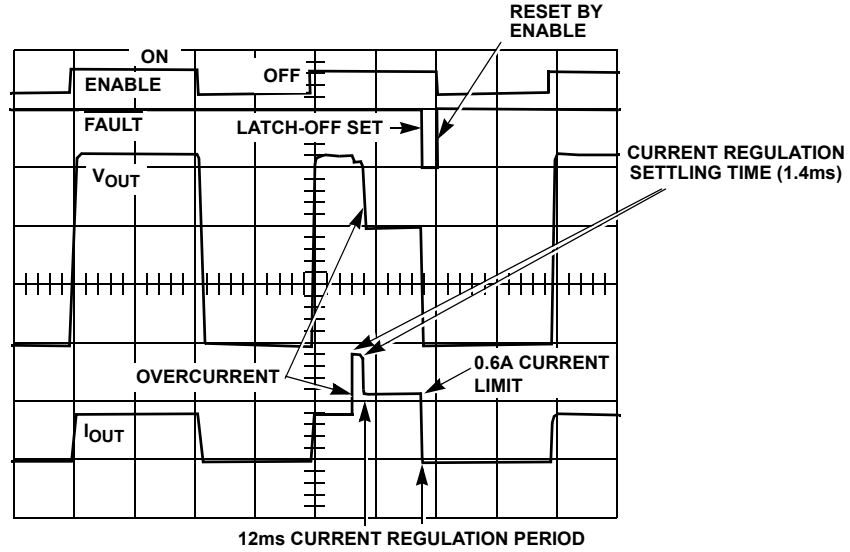 RESET BY
ENABLE
ON
ENABLE
OFF
FAULT
LATCH-OFF SET
CURRENT REGULATION
SETTLING TIME (1.4ms)
VOUT
OVERCURRENT
0.6A CURRENT
LIMIT
IOUT
12ms CURRENT REGULATION PERIOD